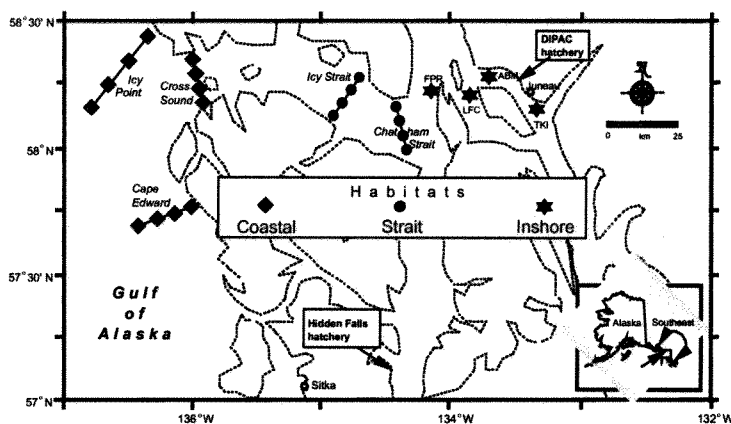 58°30'N
58°N
57°30'N
57°N
136°W
134°W
132°W
Icy
Point
Cross
Sound
Icy Strait
Chatham
Strait
FPR
LFC
ABM
Juneau
TKI
DIPAC
hatchery
0 km 25
Cape
Edward
Habitats
Coastal
Strait
Inshore
Gulf
of
Alaska
Hidden Falls
hatchery
Sitka
Alaska
Southeast